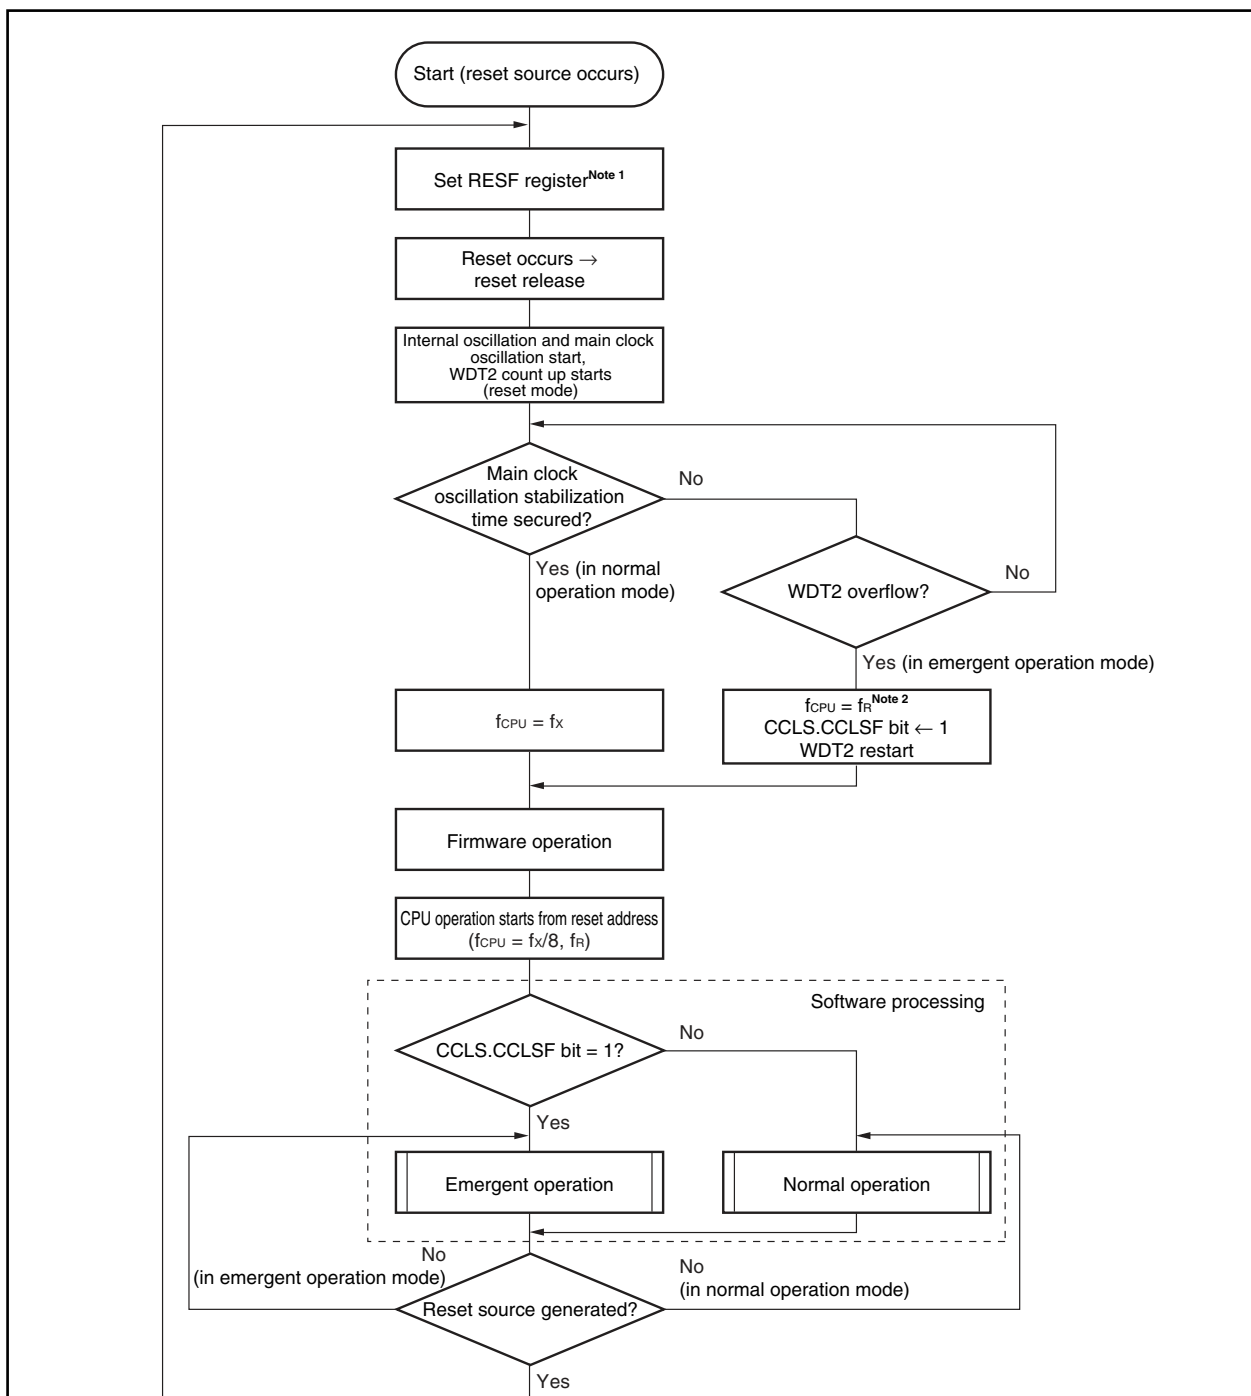 Start (reset source occurs)
Set RESF register Note 1
Reset occurs →
reset release
Internal oscillation and main clock
oscillation start,
WDT2 count up starts
(reset mode)
Main clock
oscillation stabilization
time secured?
No
Yes (in normal
operation mode)
WDT2 overflow?
No
Yes (in emergent operation mode)
fCPU = fX
fCPU = fR Note 2
CCLS.CCLSF bit ← 1
WDT2 restart
Firmware operation
CPU operation starts from reset address
(fCPU = fX/8, fR)
Software processing
CCLS.CCLSF bit = 1?
No
Yes
Emergent operation
Normal operation
No
(in emergent operation mode)
No
(in normal operation mode)
Reset source generated?
Yes